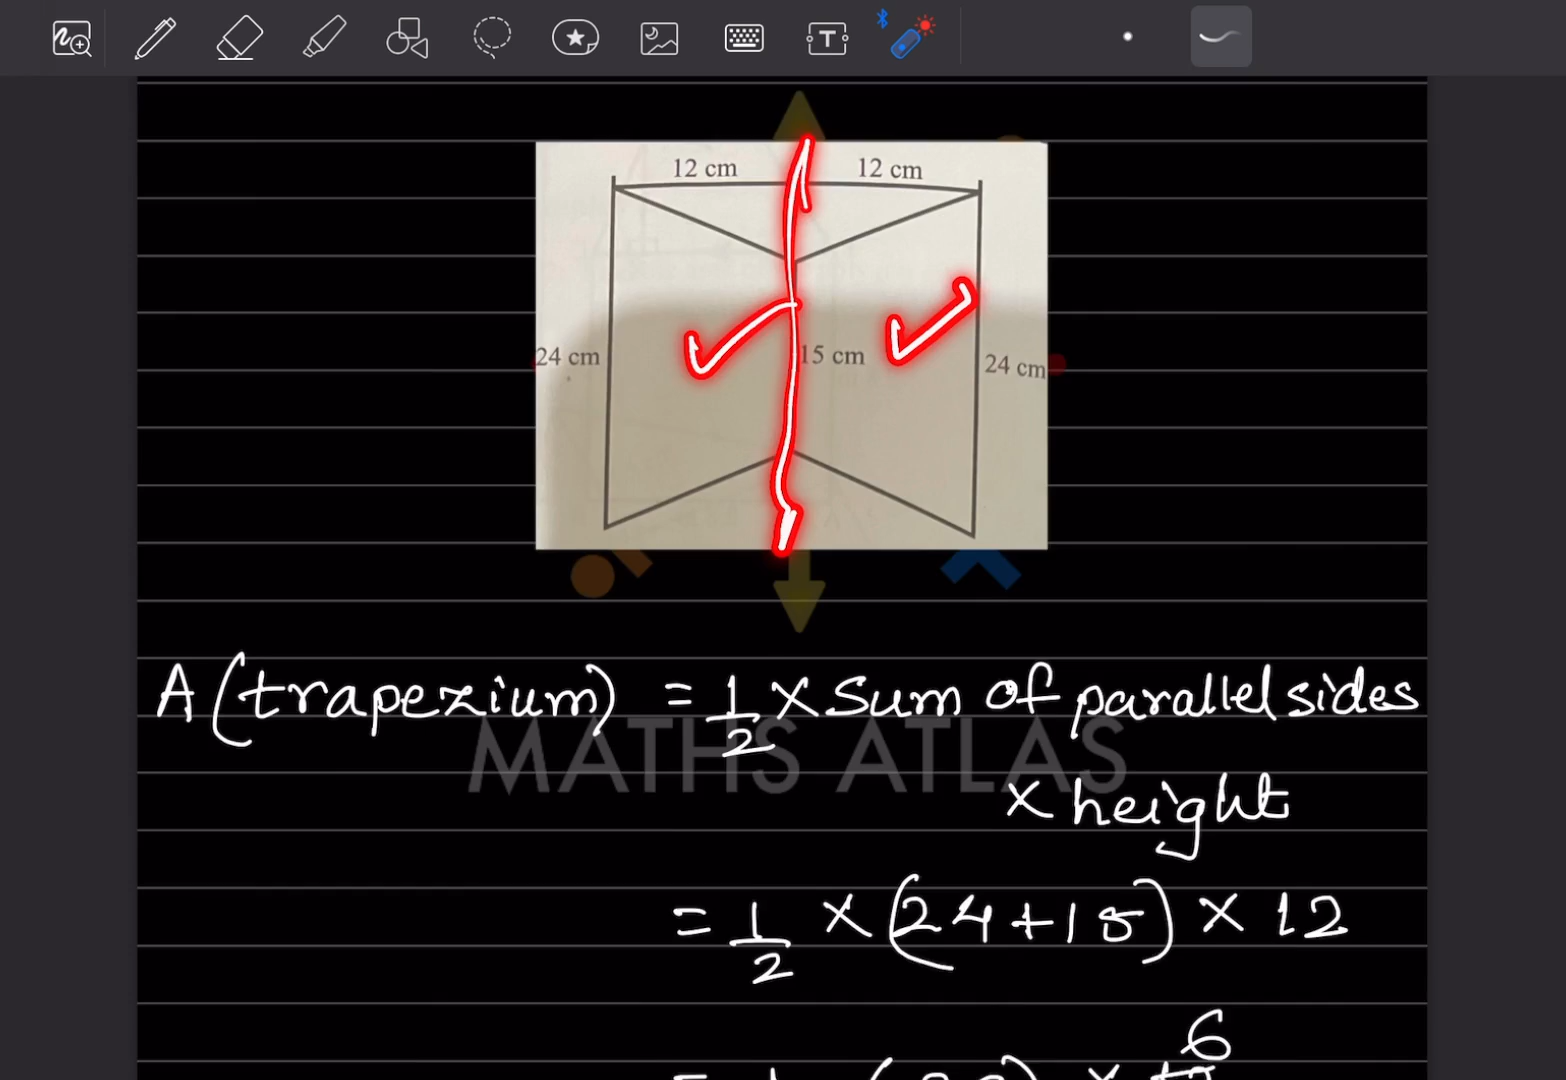 12 cm 12 cm
24 cm 15 cm 24 cm
A (trapezium) = 1/2 × Sum of parallel sides
MATHS ATLAS
× height
= 1/2 × (24+15) × 12
6